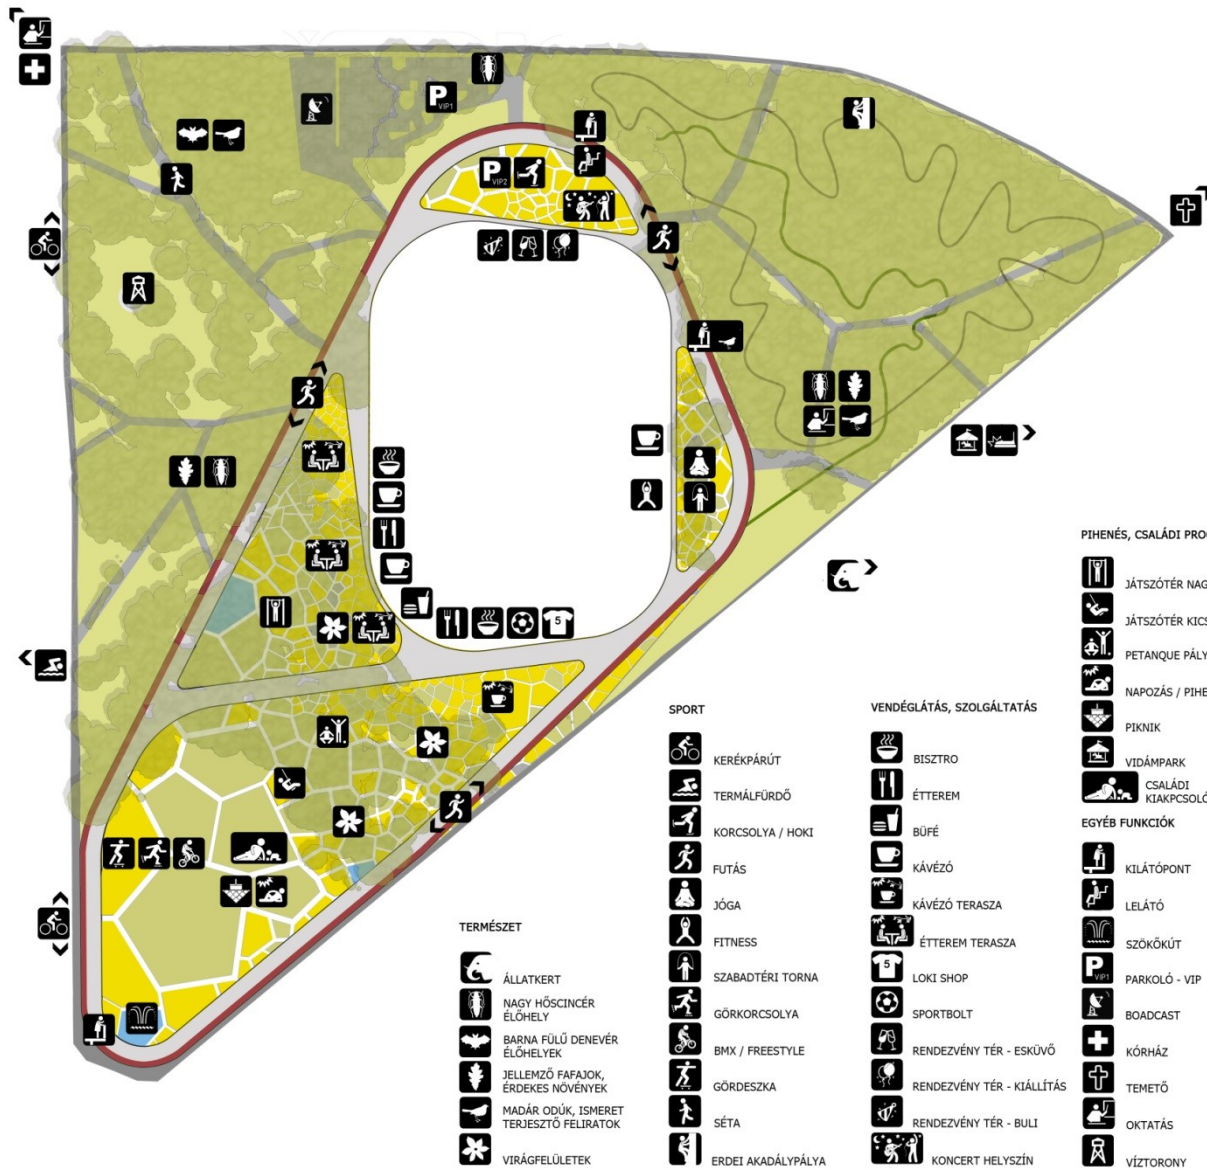 P
VIP1
P
VIP2
5
PIHENÉS, CSALÁDI PRO
JÁTSZÓTÉR NAG
JÁTSZÓTÉR KICS
PETANQUE PÁLY
NAPOZÁS / PIHE
PIKNIK
VIDÁMPARK
CSALÁDI
KIAKPCSOLÓ
EGYÉB FUNKCIÓK
KILÁTÓPONT
LELÁTÓ
SZÖKŐKÚT
P
VIP1
PARKOLÓ - VIP
BOADCAST
KÓRHÁZ
TEMETŐ
OKTATÁS
VÍZTORONY
SPORT
KERÉKPÁRÚT
TERMÁLFÜRDŐ
KORCSOLYA / HOKI
FUTÁS
JÓGA
FITNESS
SZABADTÉRI TORNA
GÖRKORCSOLYA
BMX / FREESTYLE
GÖRDESZKA
SÉTA
ERDEI AKADÁLYPÁLYA
VENDÉGLÁTÁS, SZOLGÁLTATÁS
BISZTRO
ÉTTEREM
BÜFÉ
KÁVÉZÓ
KÁVÉZÓ TERASZA
ÉTTEREM TERASZA
5
LOKI SHOP
SPORTBOLT
RENDEZVÉNY TÉR - ESKÜVŐ
RENDEZVÉNY TÉR - KIÁLLÍTÁS
RENDEZVÉNY TÉR - BULI
KONCERT HELYSZÍN
TERMÉSZET
ÁLLATKERT
NAGY HŐSCINCÉR
ÉLŐHELY
BARNA FÜLŰ DENEVÉR
ÉLŐHELYEK
JELLEMZŐ FAFAJOK,
ÉRDEKES NÖVÉNYEK
MADÁR ODÚK, ISMERET
TERJESZTŐ FELIRATOK
VIRÁGFELÜLETEK